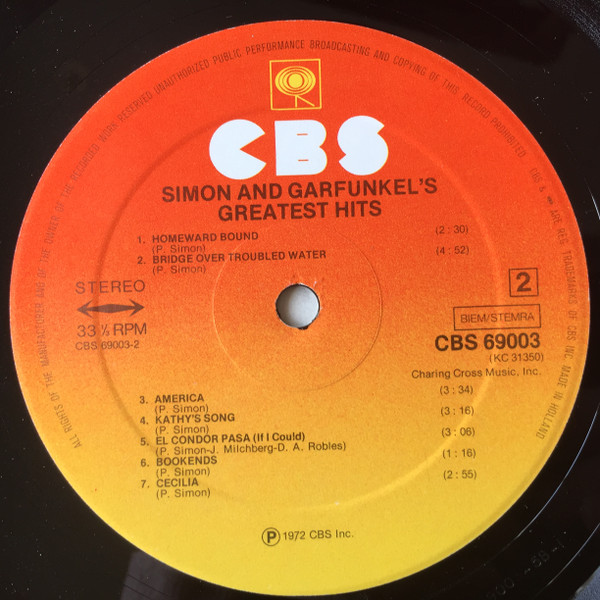 ALL RIGHTS OF THE MANUFACTURER AND OF THE OWNER OF THE RECORDED WORK RESERVED UNAUTHORIZED PUBLIC PERFORMANCE BROADCASTING AND COPYING OF THIS RECORD PROHIBITED
CBS & ARE REG. TRADEMARKS OF CBS INC. MADE IN HOLLAND
CBS
SIMON AND GARFUNKEL'S
GREATEST HITS
1. HOMEWARD BOUND (2 : 30)
(P. Simon)
2. BRIDGE OVER TROUBLED WATER (4 : 52)
(P. Simon)
STEREO
33 ⅓ RPM
CBS 69003-2
2
BIEM/STEMRA
CBS 69003
(KC 31350)
Charing Cross Music, Inc.
3. AMERICA (3 : 34)
(P. Simon)
4. KATHY'S SONG (3 : 16)
(P. Simon)
5. EL CONDOR PASA (If I Could) (3 : 06)
(P. Simon-J. Milchberg-D. A. Robles)
6. BOOKENDS (1 : 16)
(P. Simon)
7. CECILIA (2 : 55)
(P. Simon)
Ⓟ 1972 CBS Inc.